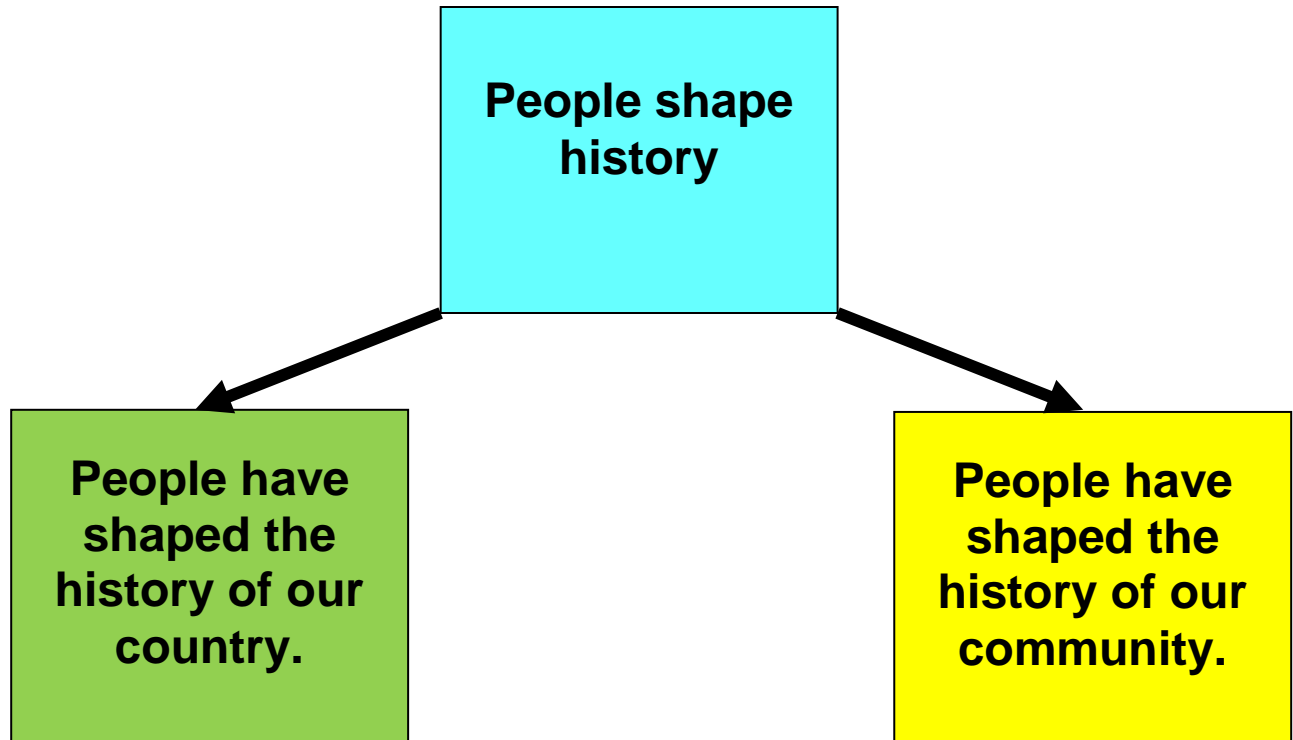 People shape
history
People have
shaped the
history of our
country.
People have
shaped the
history of our
community.